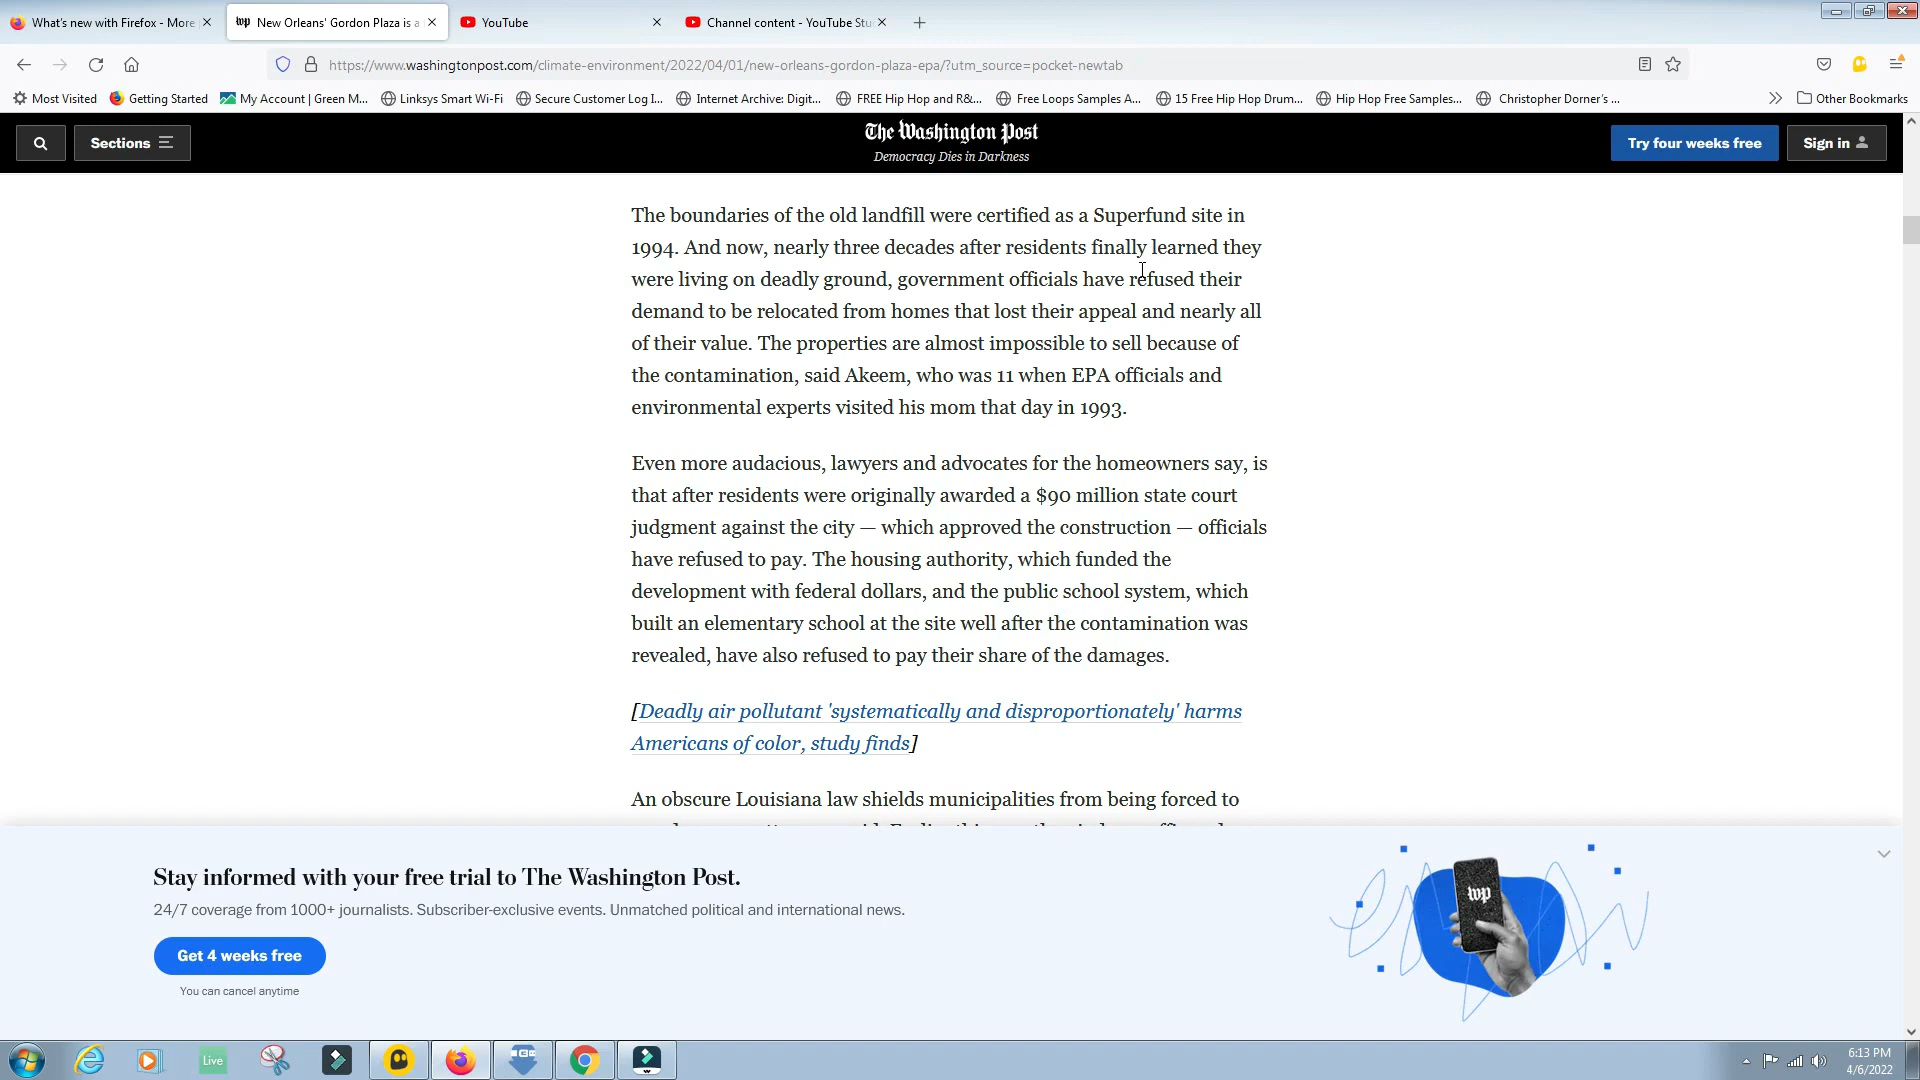 What's new with Firefox - More
New Orleans' Gordon Plaza is a
YouTube
Channel content - YouTube Stu
https://www.washingtonpost.com/climate-environment/2022/04/01/new-orleans-gordon-plaza-epa/?utm_source=pocket-newtab
Most Visited
Getting Started
My Account | Green M...
Linksys Smart Wi-Fi
Secure Customer Log I...
Internet Archive: Digit...
FREE Hip Hop and R&...
Free Loops Samples A...
15 Free Hip Hop Drum...
Hip Hop Free Samples...
Christopher Dorner's ...
Other Bookmarks
Sections
The Washington Post
Democracy Dies in Darkness
Try four weeks free
Sign in
The boundaries of the old landfill were certified as a Superfund site in
1994. And now, nearly three decades after residents finally learned they
were living on deadly ground, government officials have refused their
demand to be relocated from homes that lost their appeal and nearly all
of their value. The properties are almost impossible to sell because of
the contamination, said Akeem, who was 11 when EPA officials and
environmental experts visited his mom that day in 1993.
Even more audacious, lawyers and advocates for the homeowners say, is
that after residents were originally awarded a $90 million state court
judgment against the city — which approved the construction — officials
have refused to pay. The housing authority, which funded the
development with federal dollars, and the public school system, which
built an elementary school at the site well after the contamination was
revealed, have also refused to pay their share of the damages.
[Deadly air pollutant 'systematically and disproportionately' harms
Americans of color, study finds]
An obscure Louisiana law shields municipalities from being forced to
Stay informed with your free trial to The Washington Post.
24/7 coverage from 1000+ journalists. Subscriber-exclusive events. Unmatched political and international news.
Get 4 weeks free
You can cancel anytime
wp
Live
6:13 PM
4/6/2022